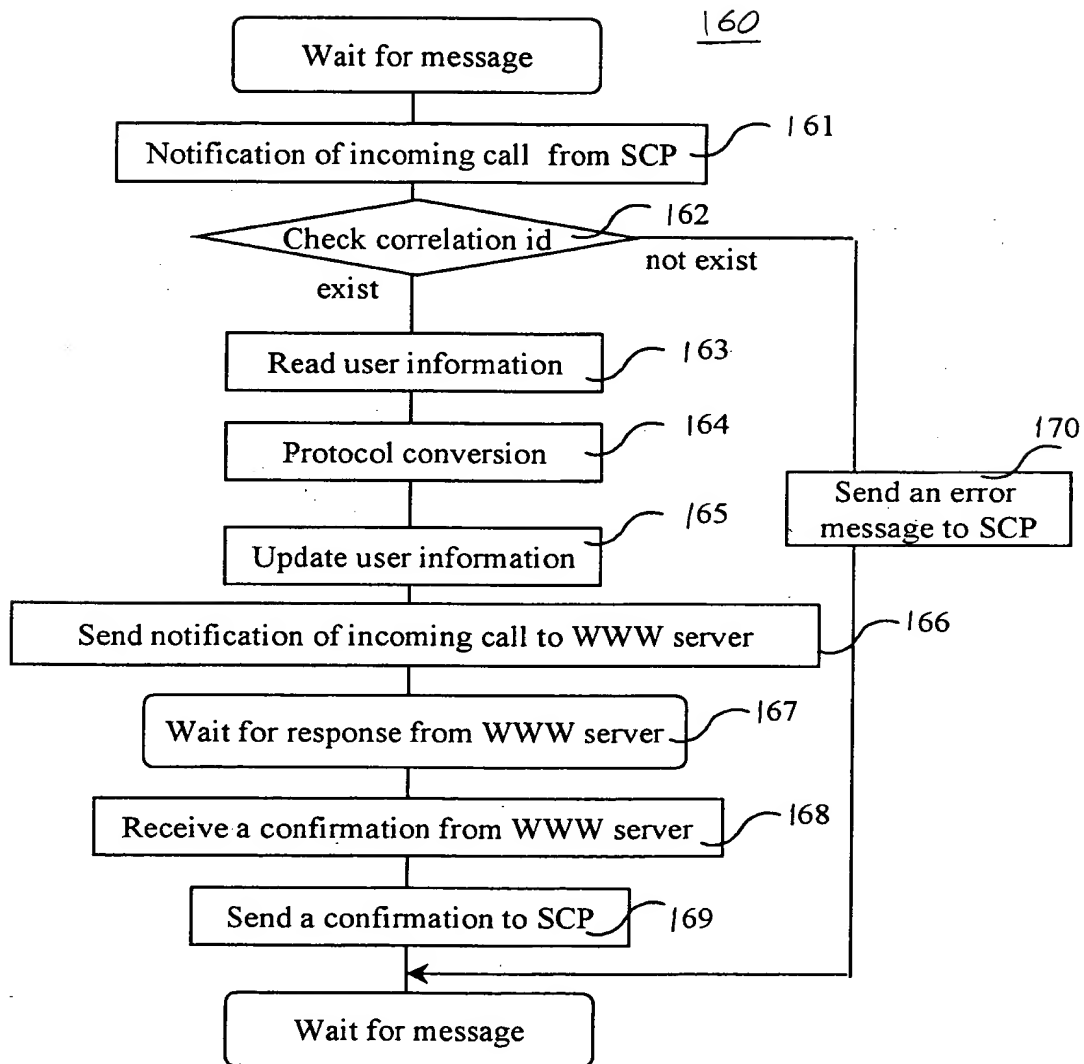 160
Wait for message
161
Notification of incoming call from SCP
162
Check correlation id
not exist
exist
163
Read user information
164
Protocol conversion
170
Send an error
message to SCP
165
Update user information
166
Send notification of incoming call to WWW server
167
Wait for response from WWW server
168
Receive a confirmation from WWW server
169
Send a confirmation to SCP
Wait for message